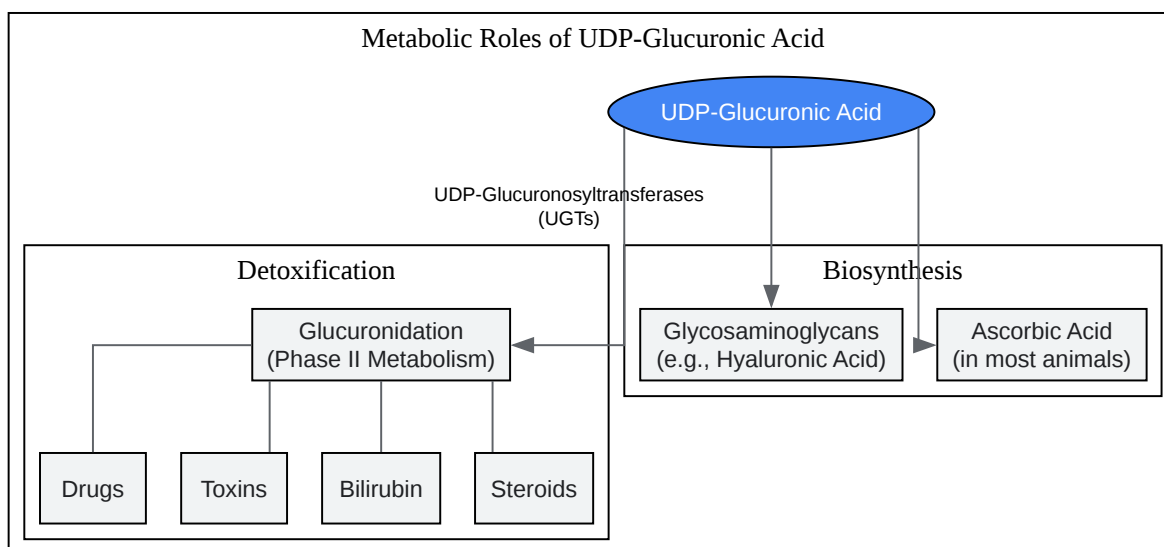 Metabolic Roles of UDP-Glucuronic Acid
UDP-Glucuronic Acid
UDP-Glucuronosyltransferases
(UGTs)
Detoxification
Biosynthesis
Glucuronidation
(Phase II Metabolism)
Glycosaminoglycans
(e.g., Hyaluronic Acid)
Ascorbic Acid
(in most animals)
Drugs
Toxins
Bilirubin
Steroids